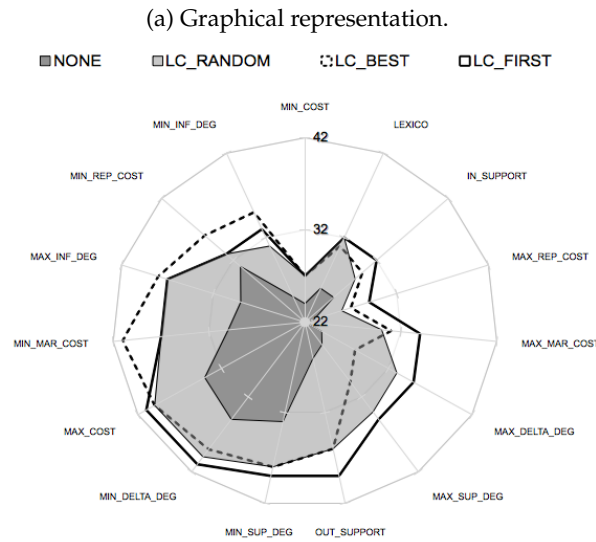 (a) Graphical representation.
NONE LC_RANDOM LC_BEST LC_FIRST
MIN_COST
42
MIN_INF_DEG
LEXICO
MIN_REP_COST
IN_SUPPORT
32
MAX_INF_DEG
MAX_REP_COST
22
MIN_MAR_COST
MAX_MAR_COST
MAX_COST
MAX_DELTA_DEG
MIN_DELTA_DEG
MAX_SUP_DEG
MIN_SUP_DEG
OUT_SUPPORT